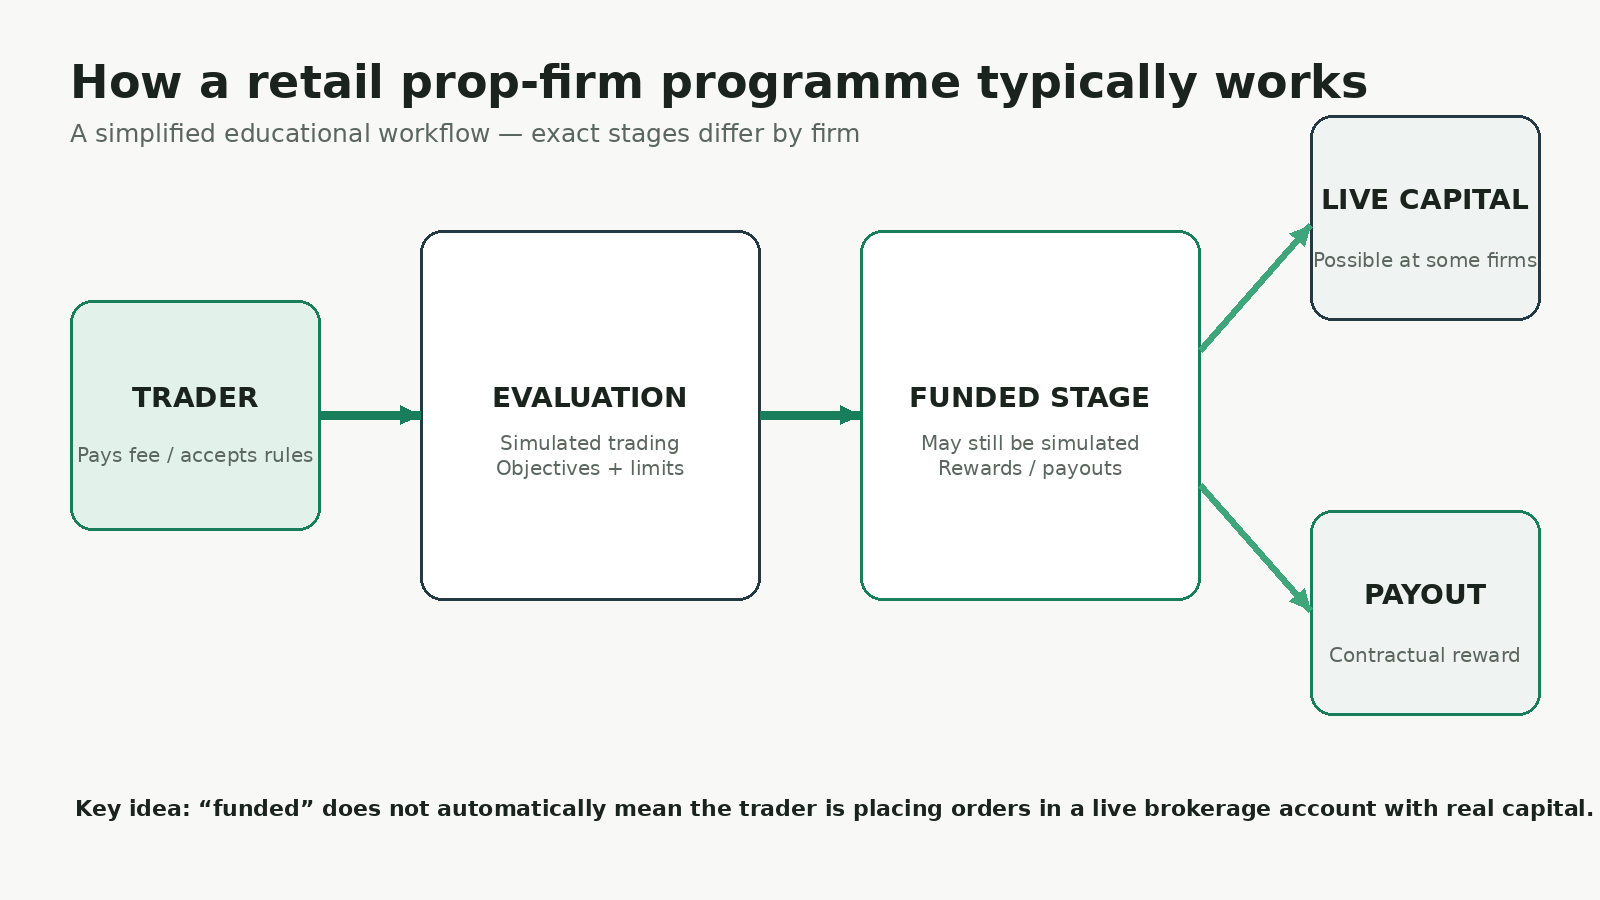 How a retail prop-firm programme typically works
A simplified educational workflow — exact stages differ by firm
TRADER
Pays fee / accepts rules
EVALUATION
Simulated trading
Objectives + limits
FUNDED STAGE
May still be simulated
Rewards / payouts
LIVE CAPITAL
Possible at some firms
PAYOUT
Contractual reward
Key idea: “funded” does not automatically mean the trader is placing orders in a live brokerage account with real capital.